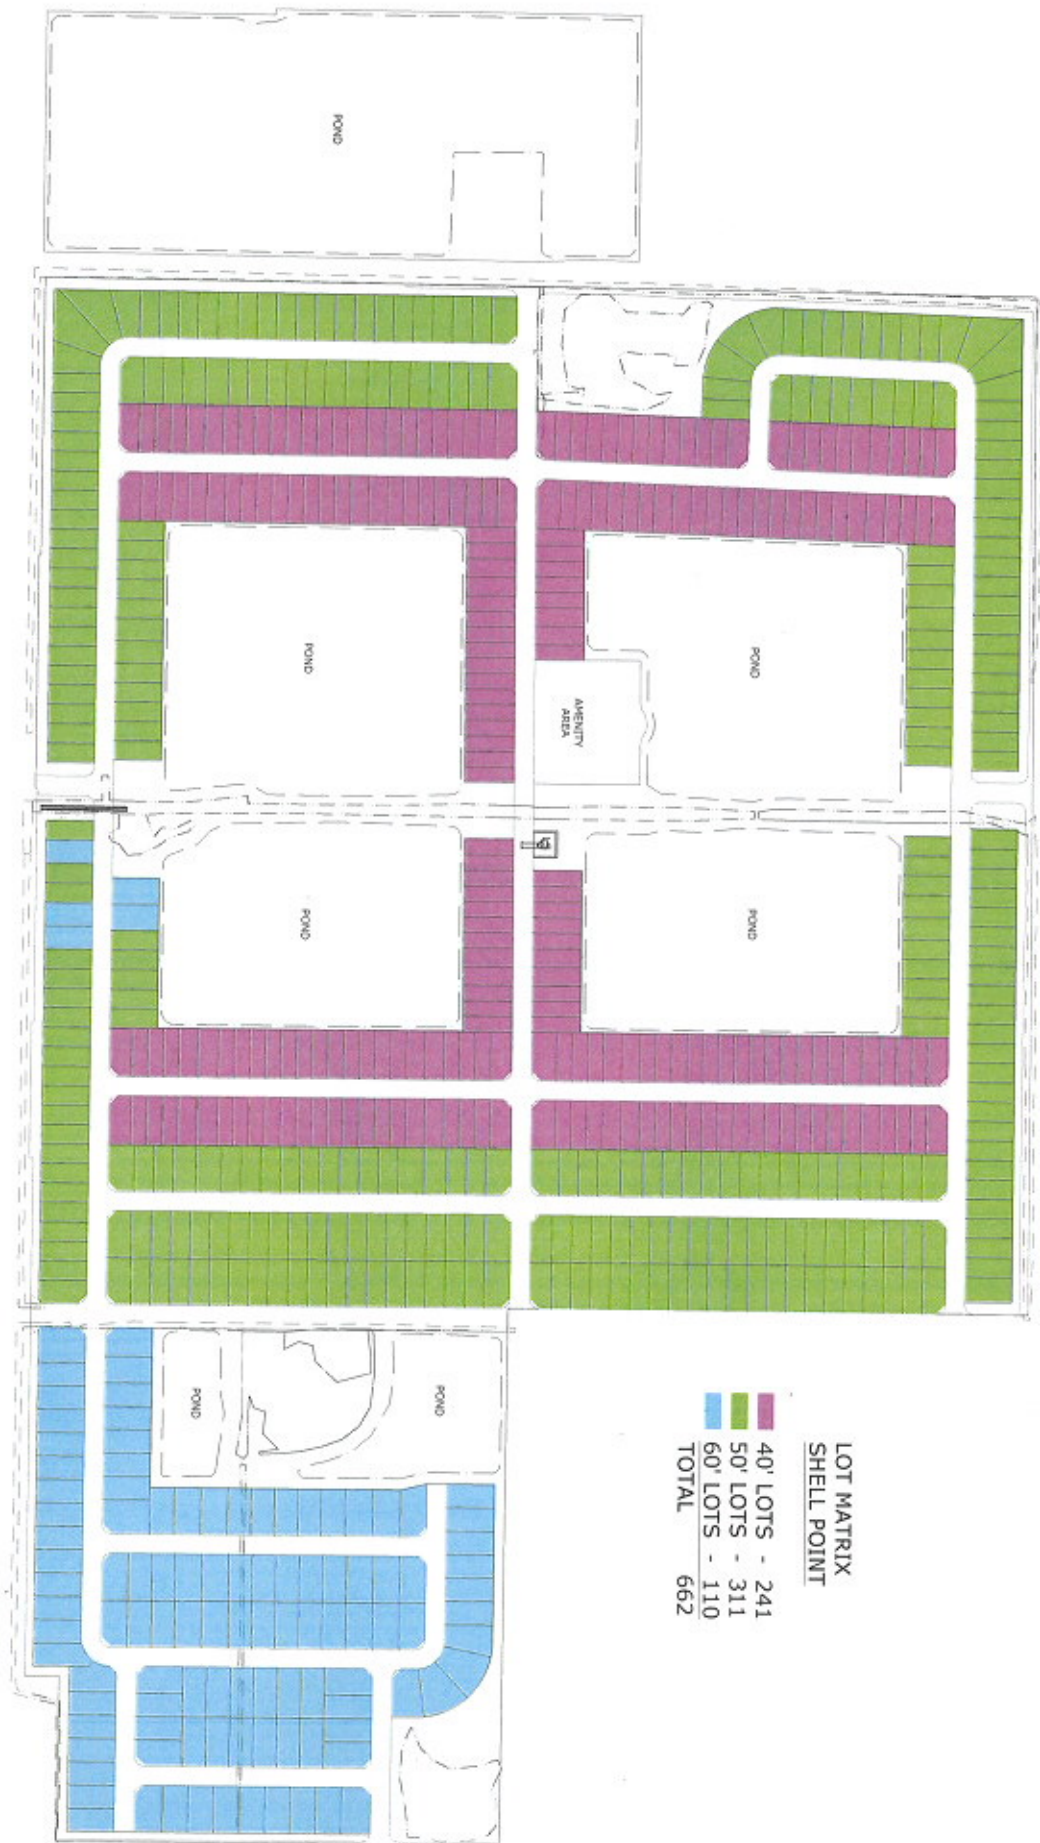 LOT MATRIX
SHELL POINT
40' LOTS - 241
50' LOTS - 311
60' LOTS - 110
TOTAL 662
POND
POND
POND
AMENITY
AREA
POND
POND
POND
POND